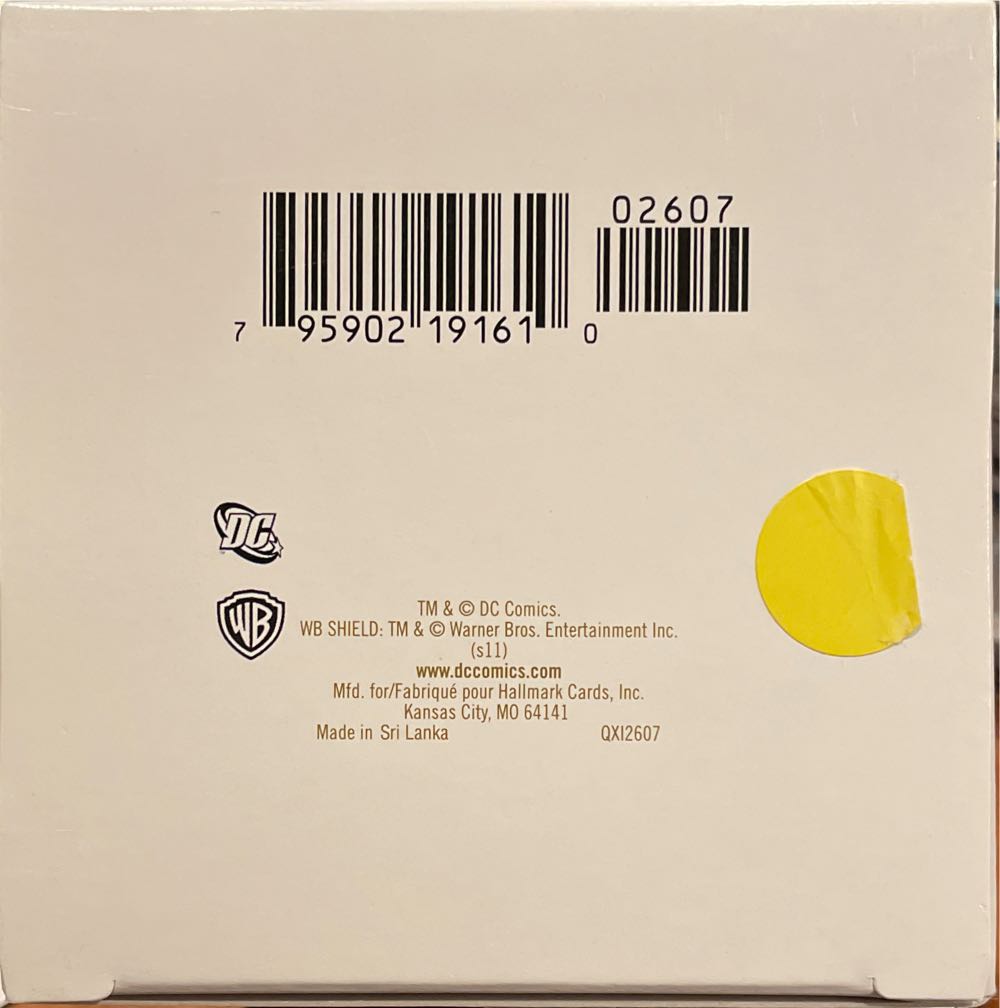 02607
7 95902 19161 0
DC
WB
TM & © DC Comics.
WB SHIELD: TM & © Warner Bros. Entertainment Inc.
(s11)
www.dccomics.com
Mfd. for/Fabriqué pour Hallmark Cards, Inc.
Kansas City, MO 64141
Made in Sri Lanka QXI2607